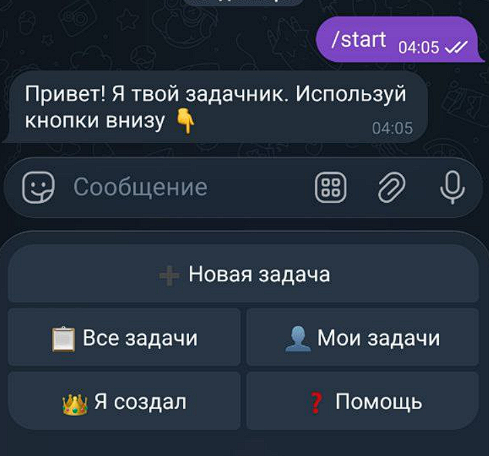 /start 04:05
Привет! Я твой задачник. Используй
кнопки внизу 👇
04:05
Сообщение
➕ Новая задача
📋 Все задачи
👤 Мои задачи
👑 Я создал
❓ Помощь